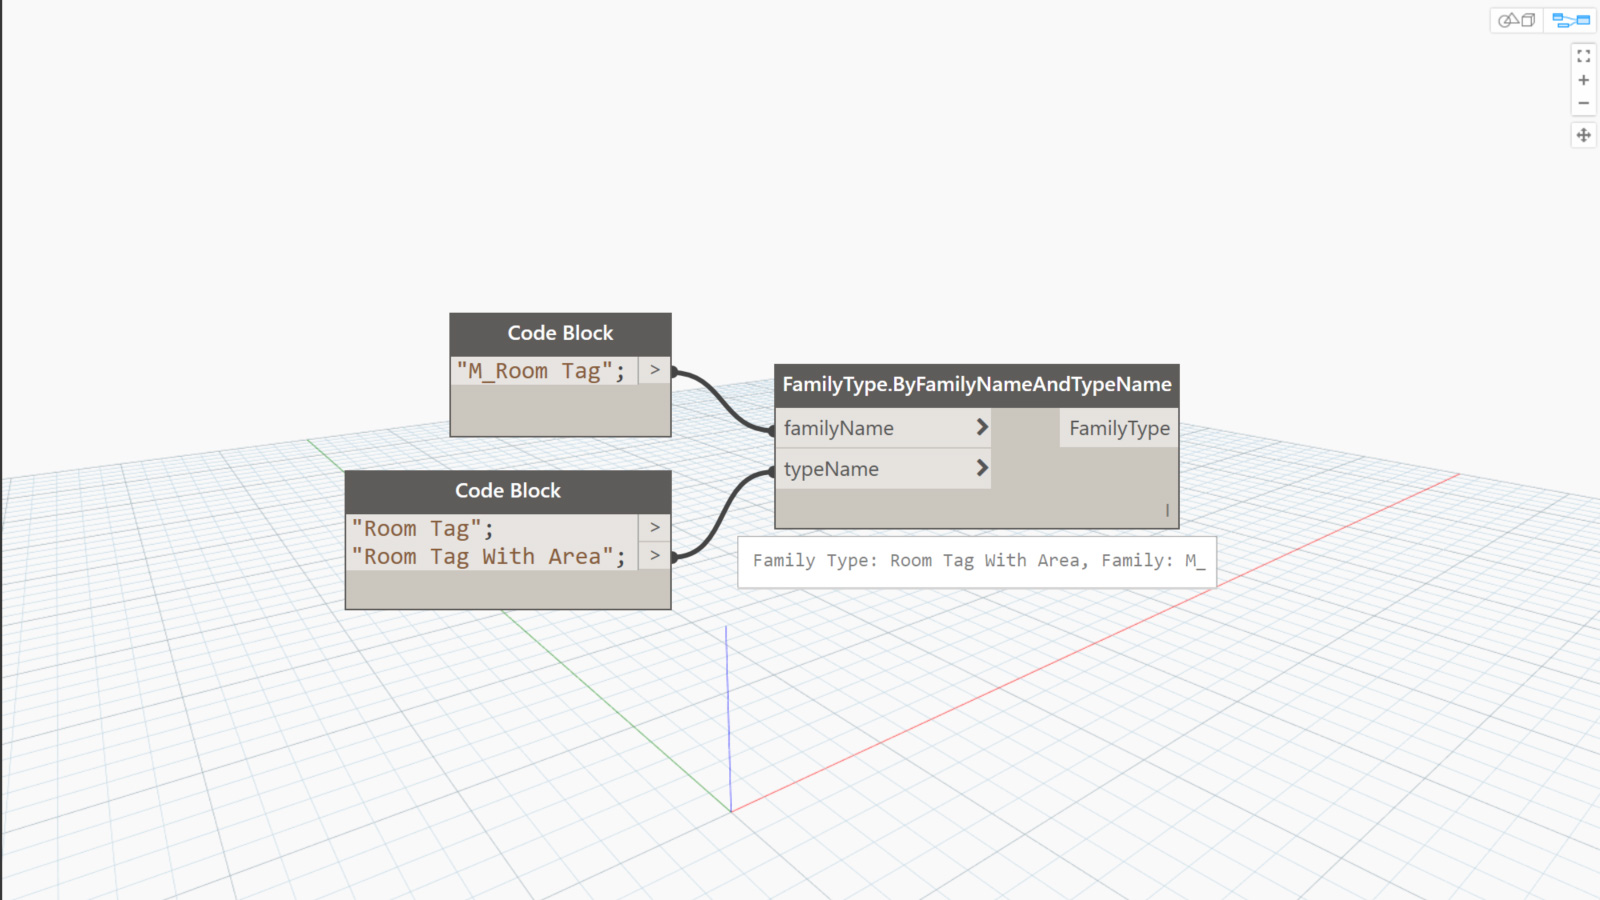 Code Block
"M_Room Tag"; >
FamilyType.ByFamilyNameAndTypeName
familyName > FamilyType
typeName >
l
Code Block
"Room Tag"; >
"Room Tag With Area"; >
Family Type: Room Tag With Area, Family: M_